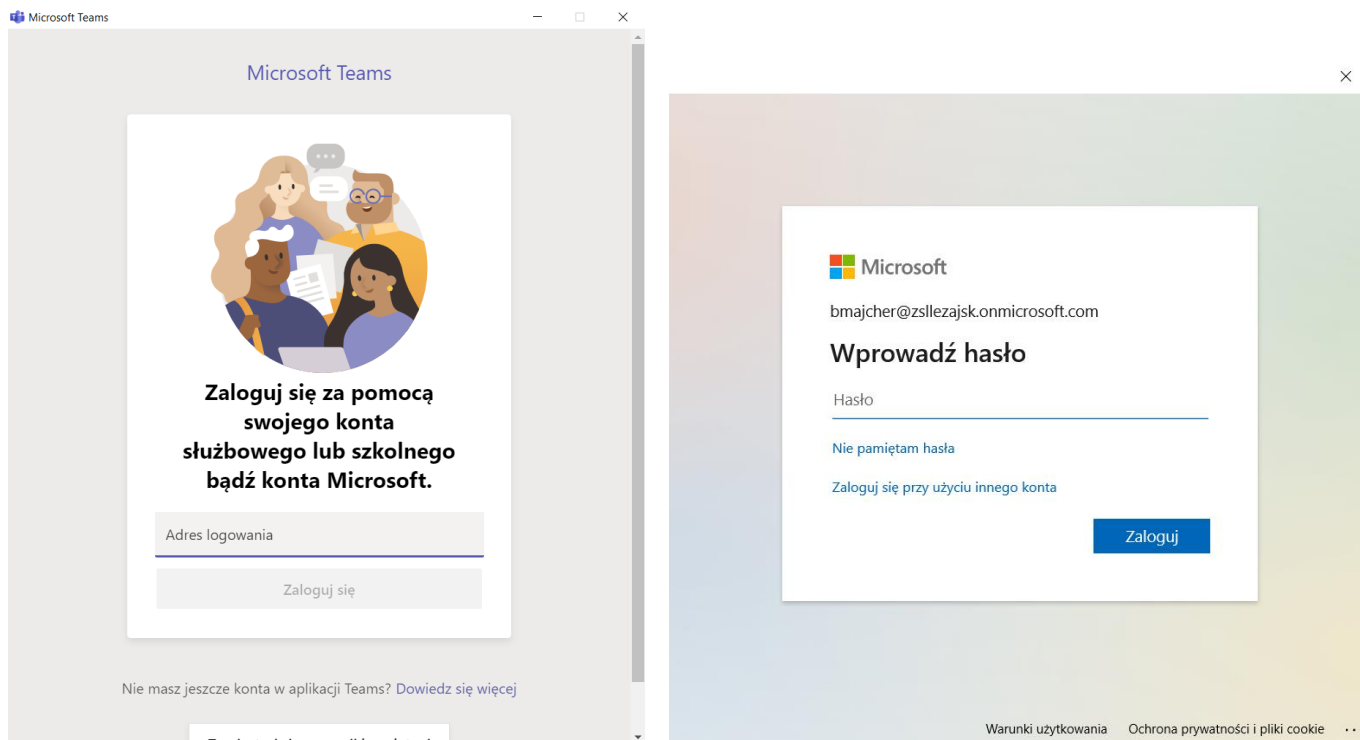 Microsoft Teams
Microsoft Teams
Zaloguj się za pomocą
swojego konta
służbowego lub szkolnego
bądź konta Microsoft.
Adres logowania
Zaloguj się
Nie masz jeszcze konta w aplikacji Teams? Dowiedz się więcej
Microsoft
bmajcher@zsllezajsk.onmicrosoft.com
Wprowadź hasło
Hasło
Nie pamiętam hasła
Zaloguj się przy użyciu innego konta
Zaloguj
Warunki użytkowania Ochrona prywatności i pliki cookie